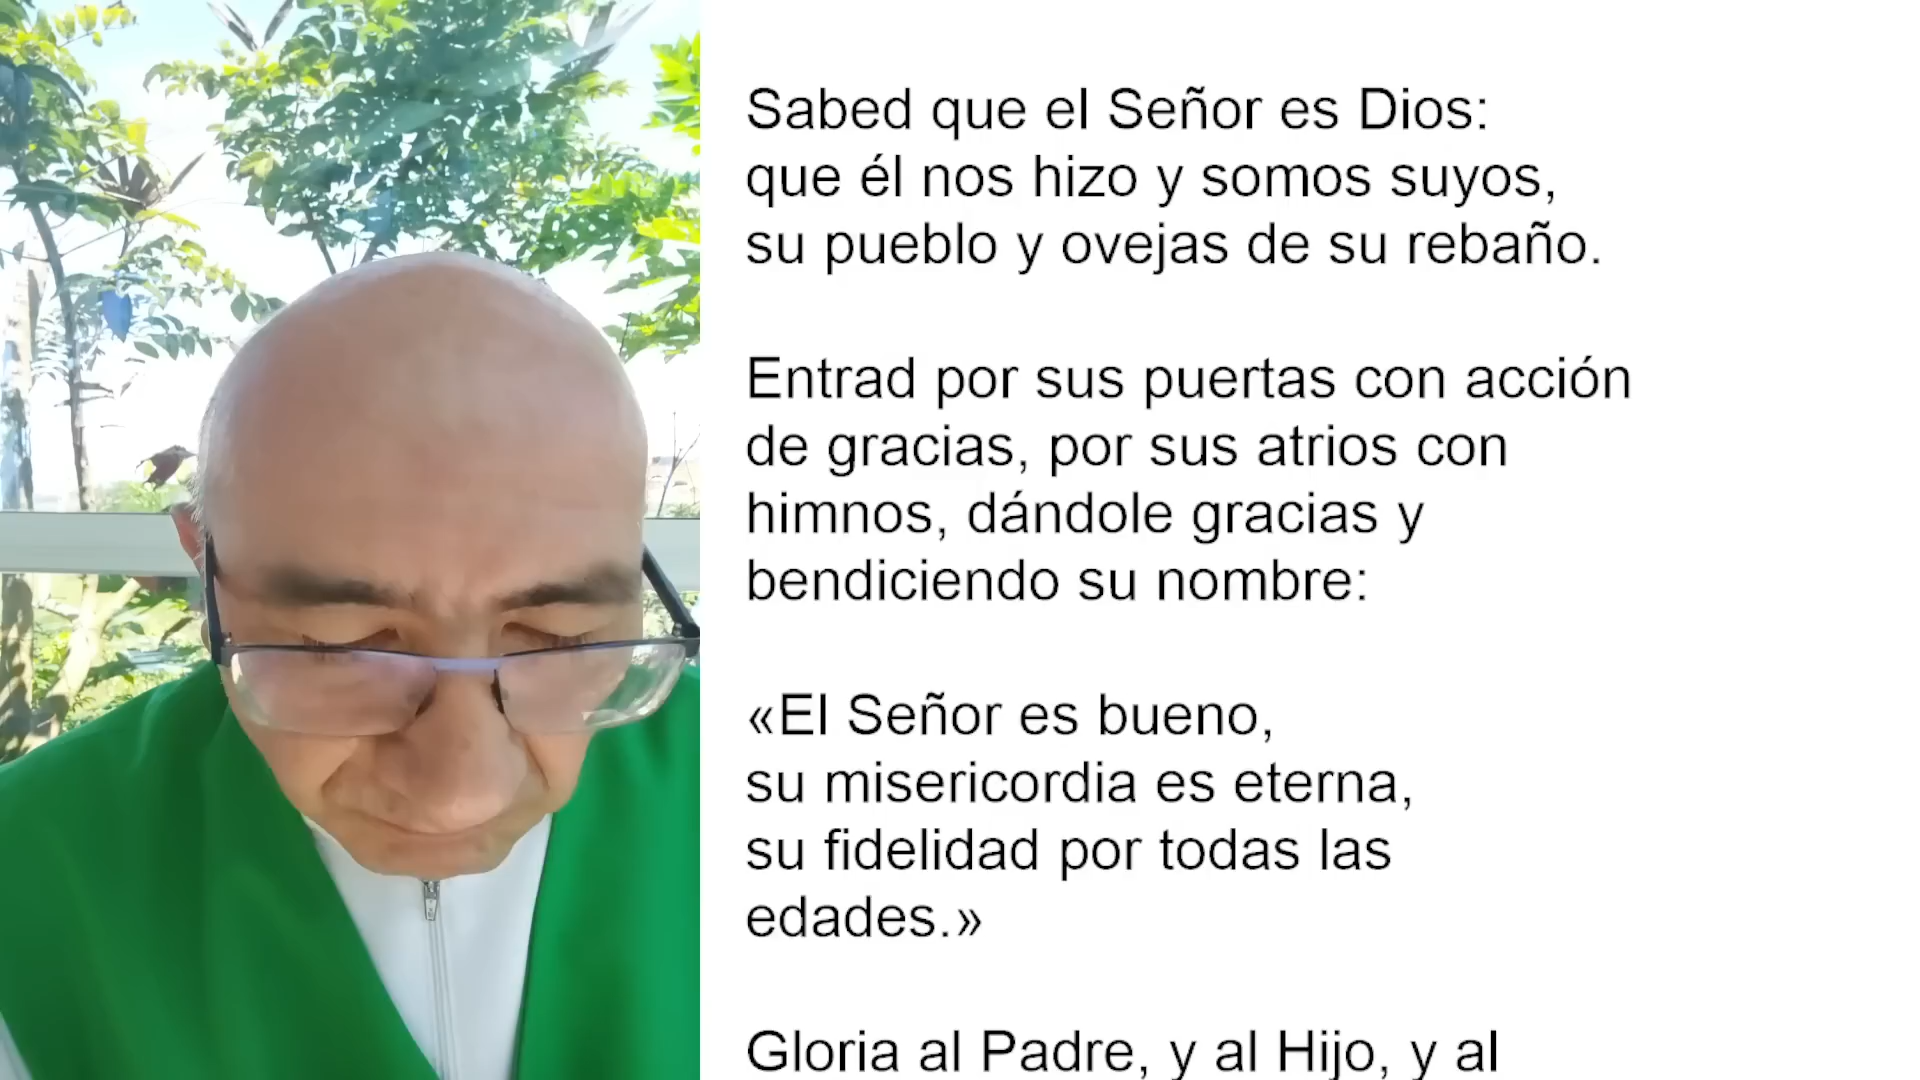 Sabed que el Señor es Dios:
que él nos hizo y somos suyos,
su pueblo y ovejas de su rebaño.
Entrad por sus puertas con acción
de gracias, por sus atrios con
himnos, dándole gracias y
bendiciendo su nombre:
«El Señor es bueno,
su misericordia es eterna,
su fidelidad por todas las
edades.»
Gloria al Padre, y al Hijo, y al